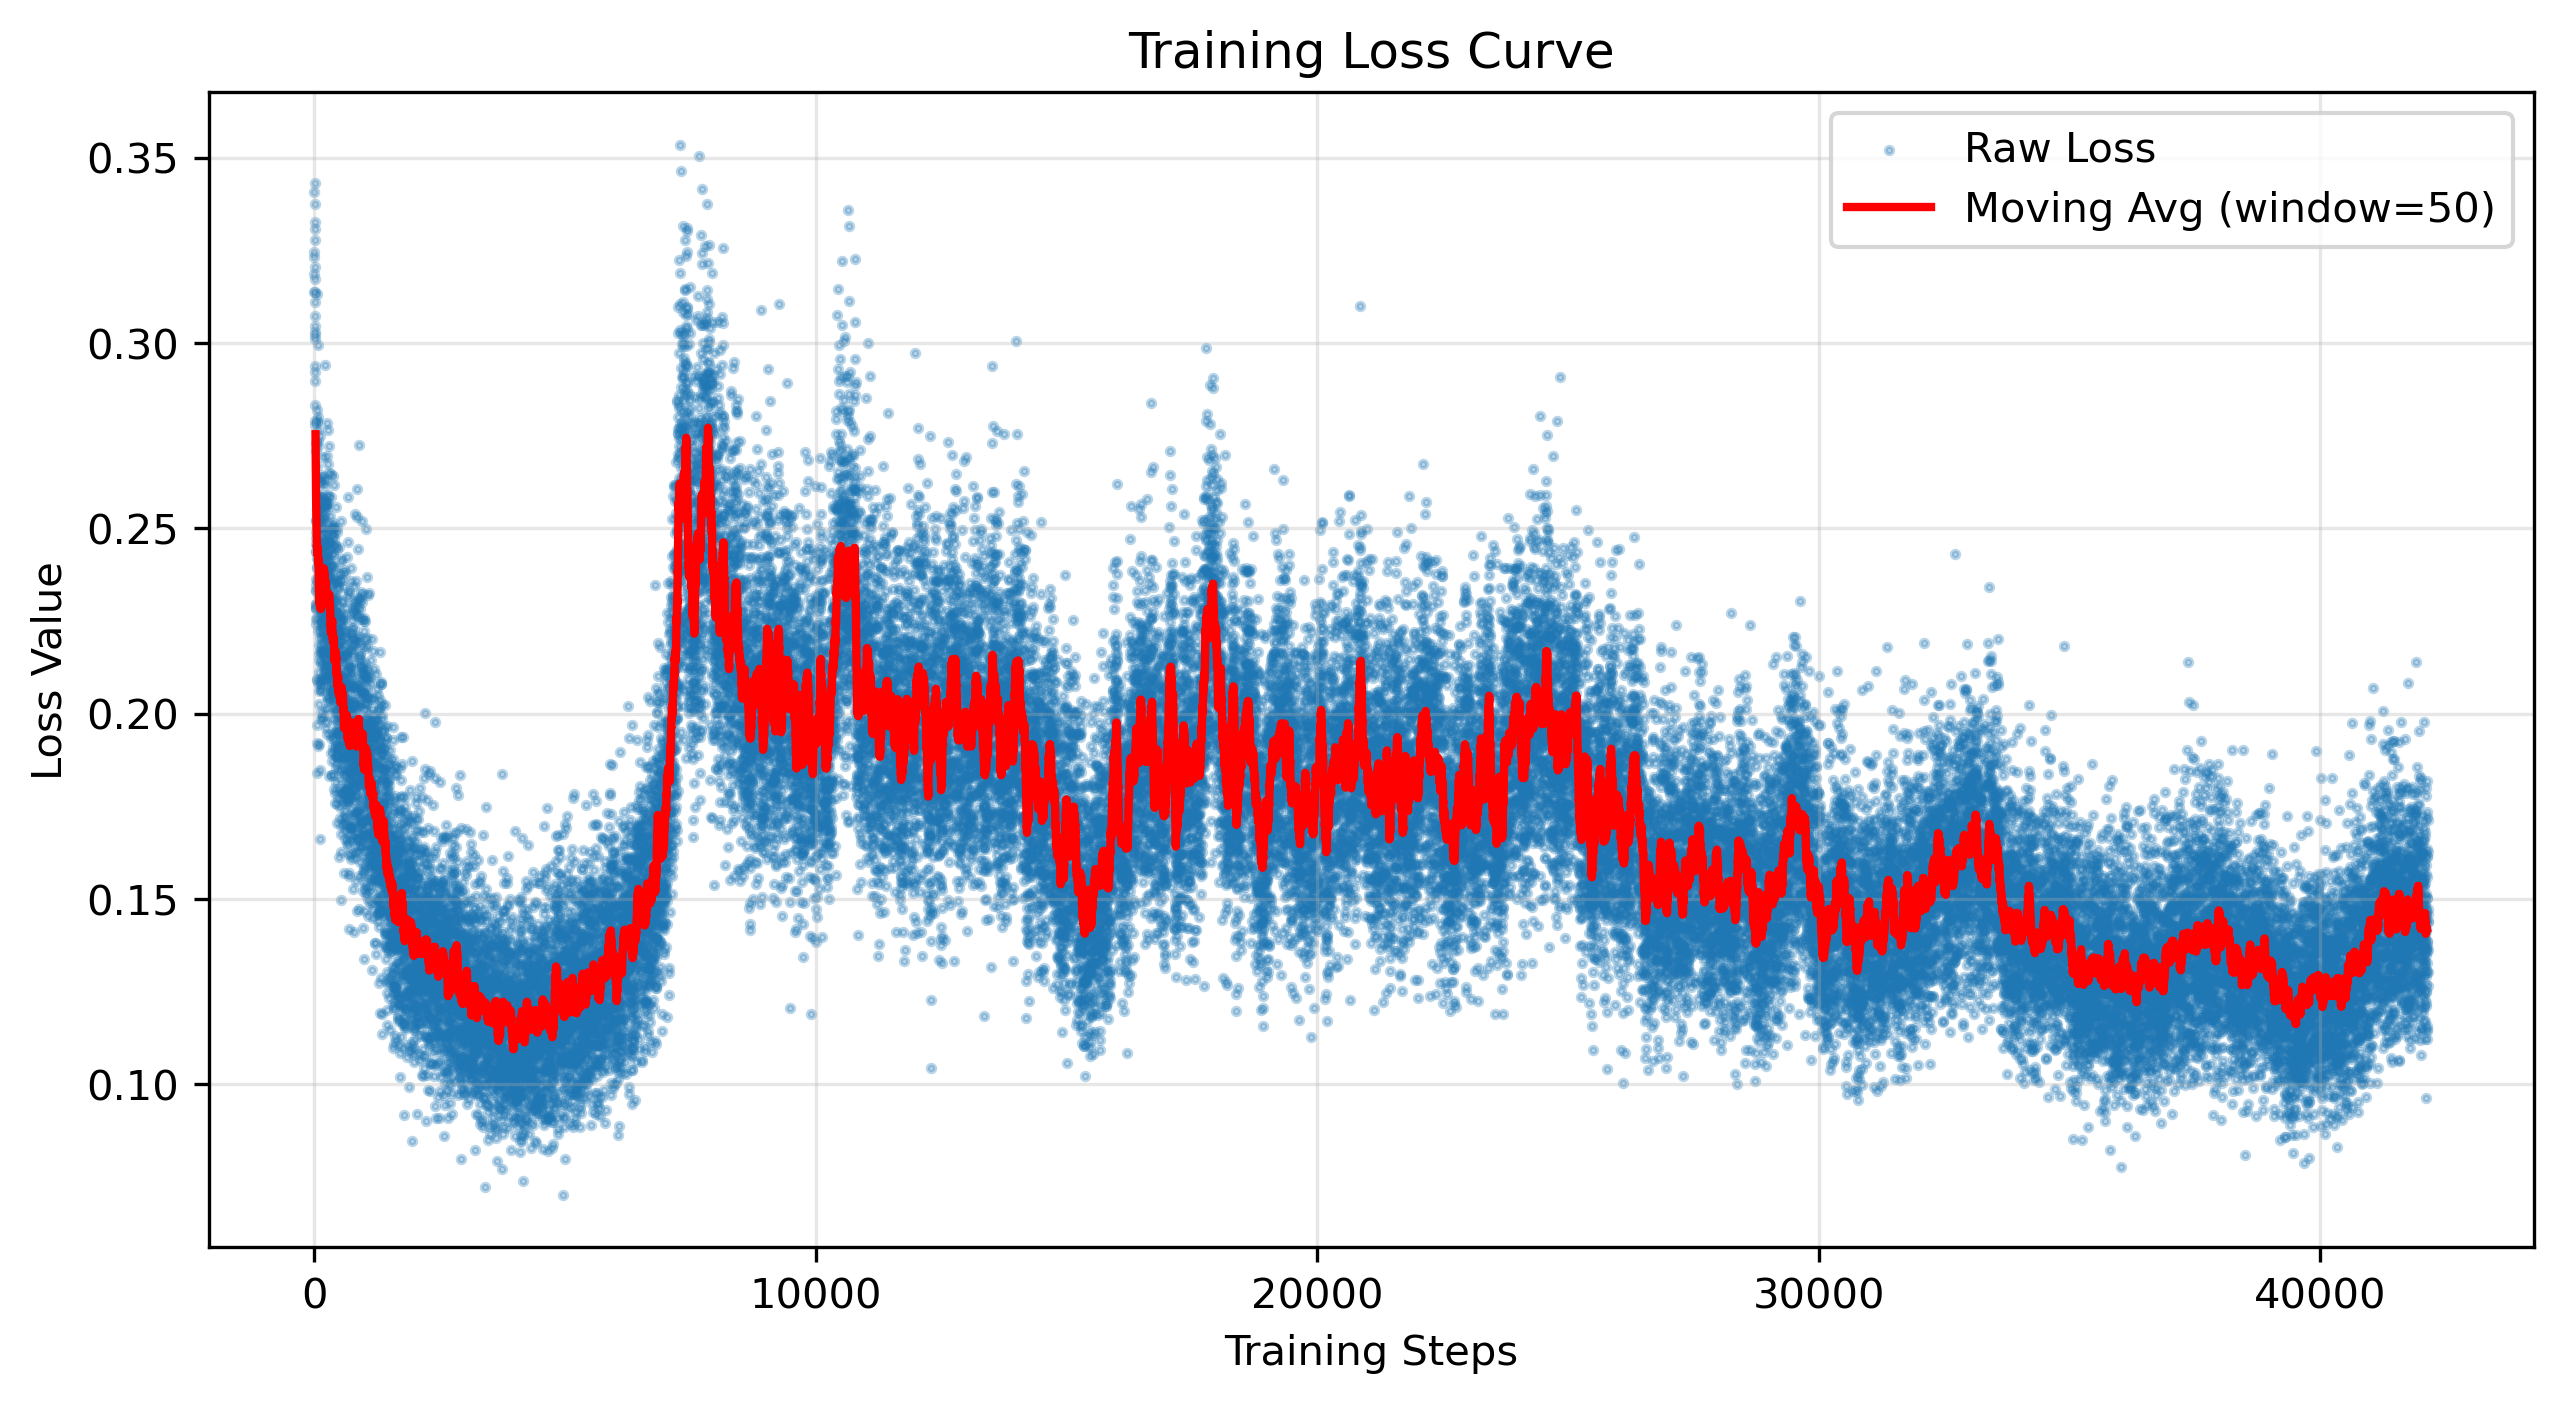 Training Loss Curve
Raw Loss
Moving Avg (window=50)
Loss Value
0.35
0.30
0.25
0.20
0.15
0.10
0 10000 20000 30000 40000
Training Steps